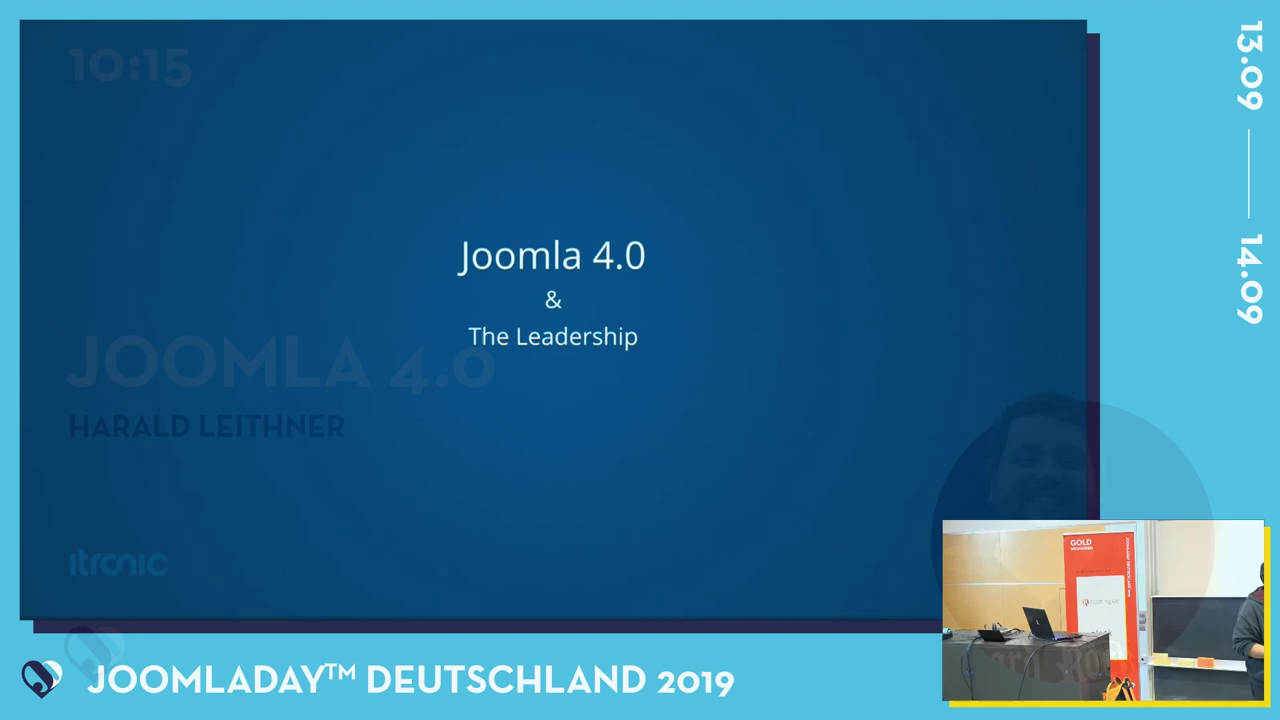 10:15
Joomla 4.0
&
The Leadership
JOOMLA 4.0
HARALD LEITHNER
itronic
13.09
14.09
GOLD
SPONSOREN
JOOMLADAY™ DEUTSCHLAND 2019